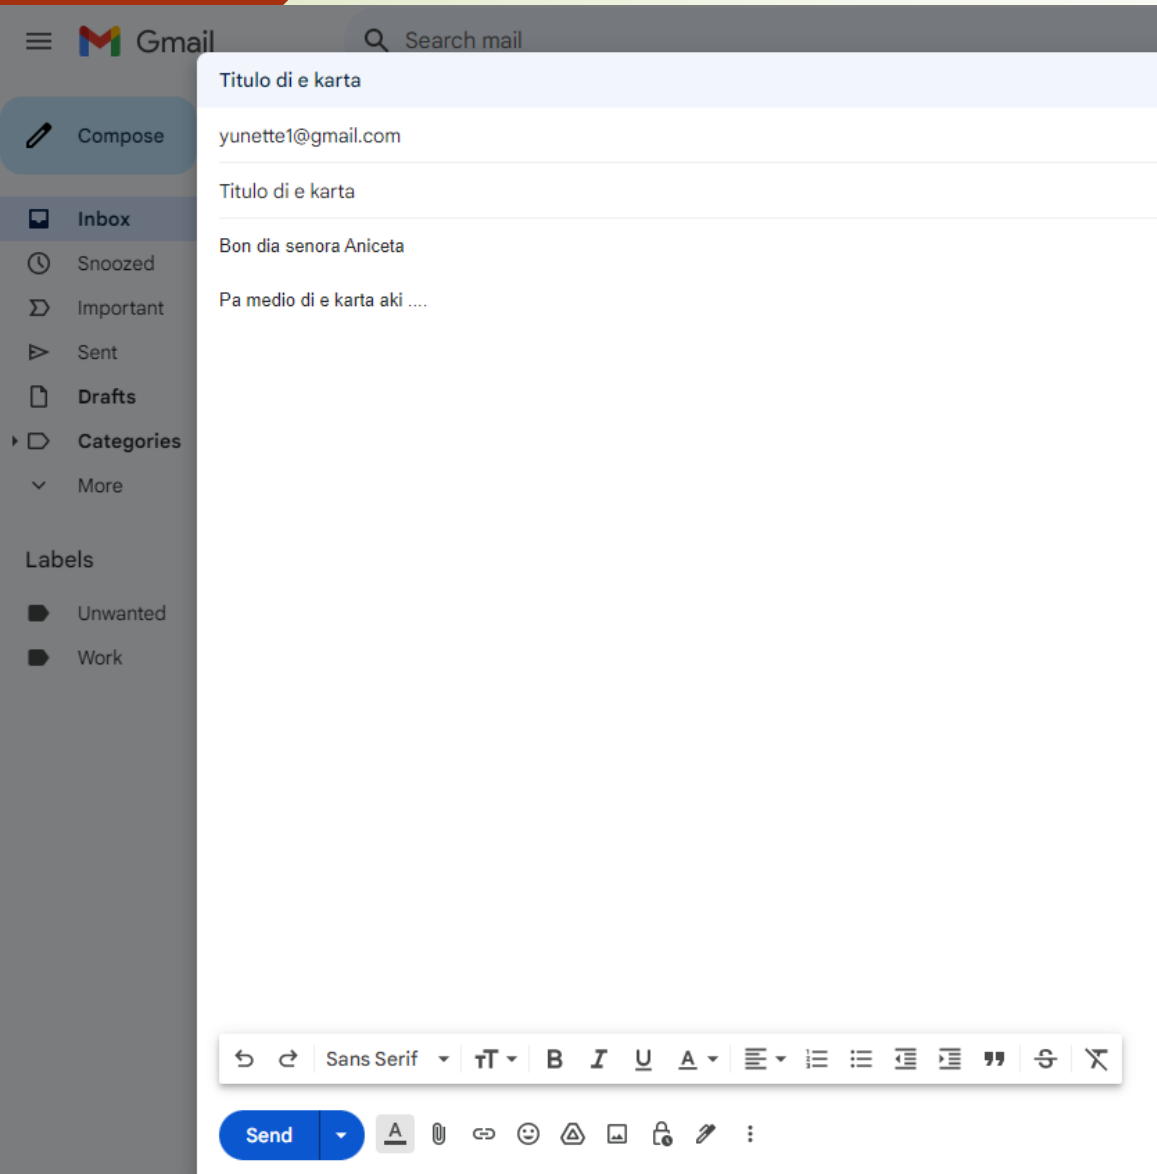 Gmail
Search mail
Titulo di e karta
Compose
yunette1@gmail.com
Titulo di e karta
Inbox
Bon dia senora Aniceta
Snoozed
Pa medio di e karta aki ....
Important
Sent
Drafts
Categories
More
Labels
Unwanted
Work
Sans Serif
Send